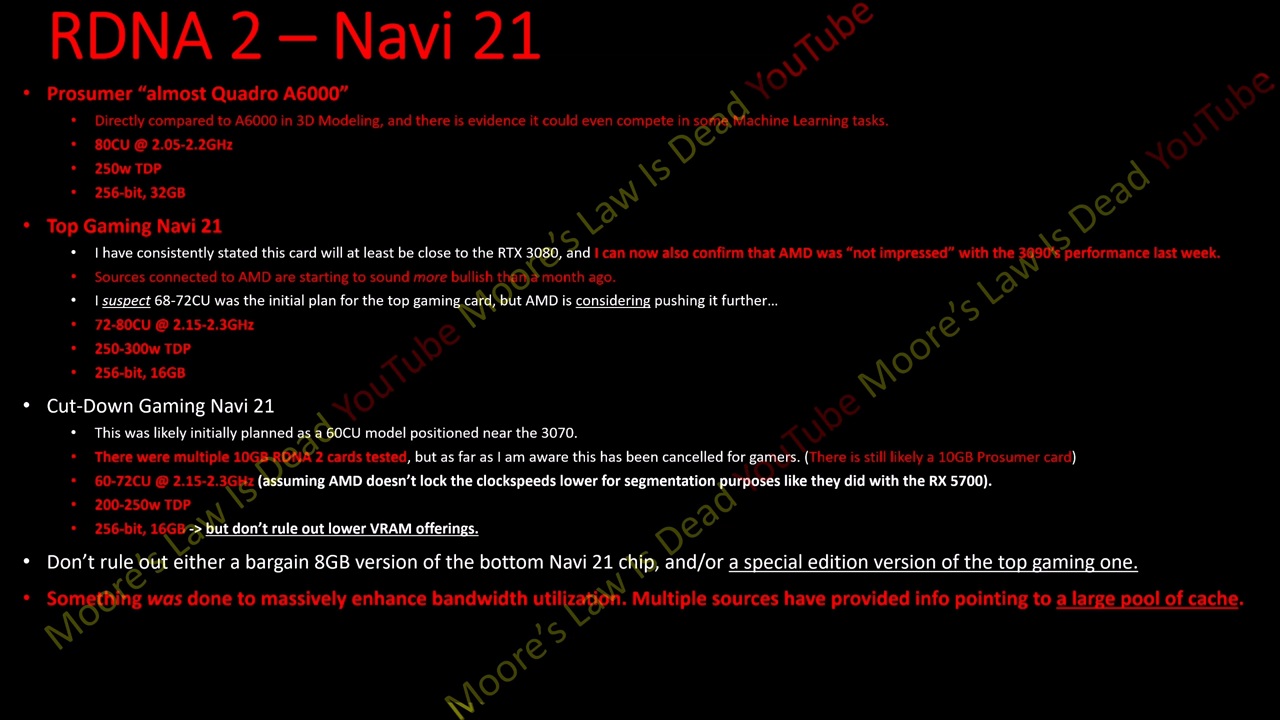 RDNA 2 – Navi 21
• Prosumer “almost Quadro A6000”
• Directly compared to A6000 in 3D Modeling, and there is evidence it could even compete in some Machine Learning tasks.
• 80CU @ 2.05-2.2GHz
• 250w TDP
• 256-bit, 32GB
• Top Gaming Navi 21
• I have consistently stated this card will at least be close to the RTX 3080, and I can now also confirm that AMD was “not impressed” with the 3090’s performance last week.
• Sources connected to AMD are starting to sound more bullish than a month ago.
• I suspect 68-72CU was the initial plan for the top gaming card, but AMD is considering pushing it further…
• 72-80CU @ 2.15-2.3GHz
• 250-300w TDP
• 256-bit, 16GB
• Cut-Down Gaming Navi 21
• This was likely initially planned as a 60CU model positioned near the 3070.
• There were multiple 10GB RDNA 2 cards tested, but as far as I am aware this has been cancelled for gamers. (There is still likely a 10GB Prosumer card)
• 60-72CU @ 2.15-2.3GHz (assuming AMD doesn’t lock the clockspeeds lower for segmentation purposes like they did with the RX 5700).
• 200-250w TDP
• 256-bit, 16GB -> but don’t rule out lower VRAM offerings.
• Don’t rule out either a bargain 8GB version of the bottom Navi 21 chip, and/or a special edition version of the top gaming one.
• Something was done to massively enhance bandwidth utilization. Multiple sources have provided info pointing to a large pool of cache.
Moore’s Law Is Dead YouTube Moore’s Law Is Dead YouTube
Moore’s Law Is Dead YouTube Moore’s Law Is Dead YouTube